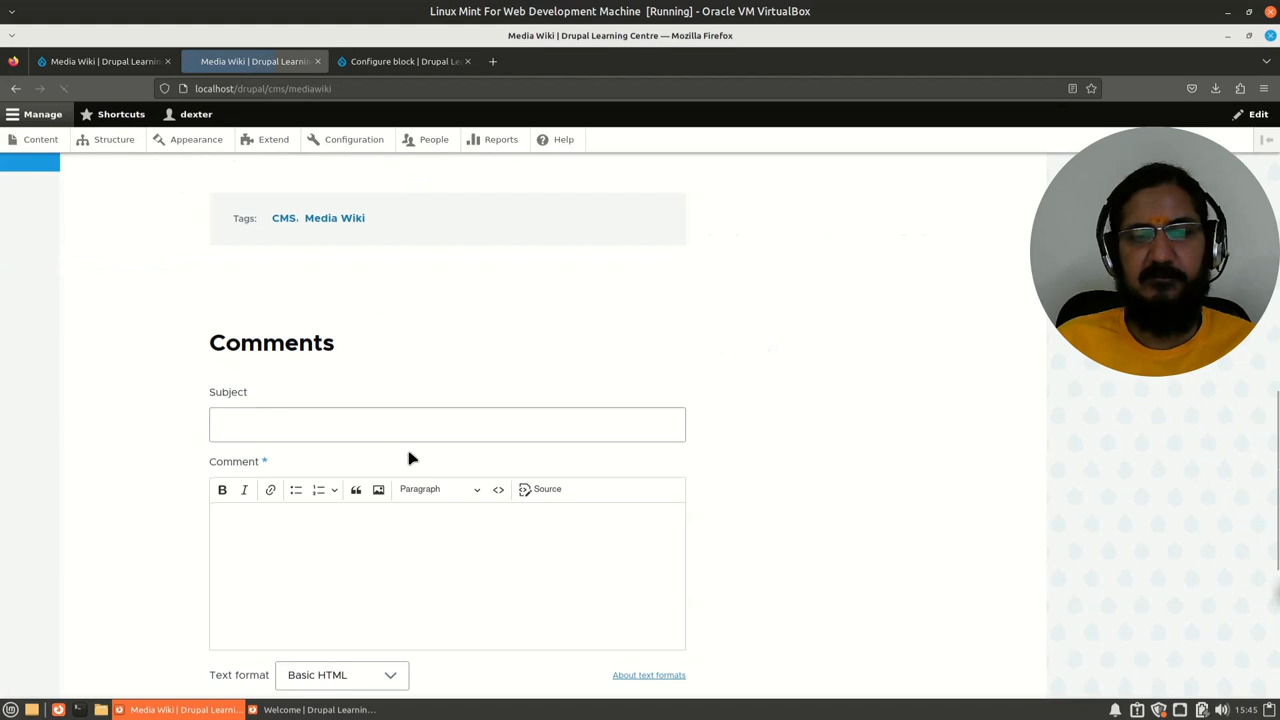 Linux Mint For Web Development Machine [Running] - Oracle VM VirtualBox
Media Wiki | Drupal Learning Centre — Mozilla Firefox
Media Wiki | Drupal Learnin
Media Wiki | Drupal Learnin
Configure block | Drupal Le
localhost/drupal/cms/mediawiki
Manage
Shortcuts
dexter
Edit
Content
Structure
Appearance
Extend
Configuration
People
Reports
Help
Tags: CMS, Media Wiki
Comments
Subject
Comment *
B I Paragraph <> Source
Text format Basic HTML About text formats
Media Wiki | Drupal Learni...
Welcome | Drupal Learnin...
15:45